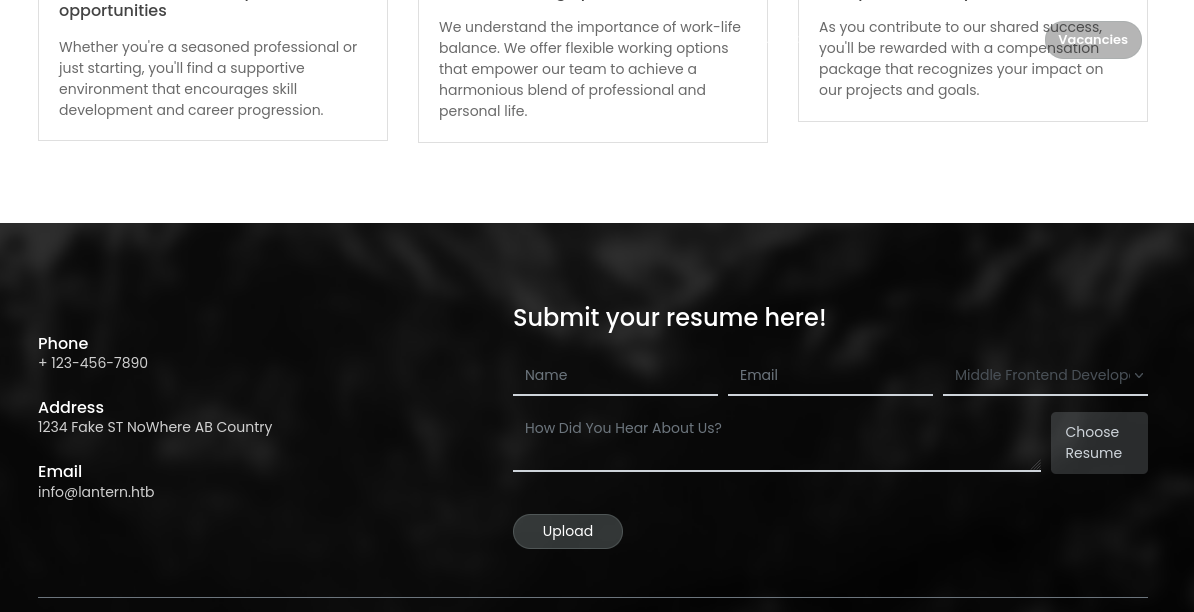 opportunities
Whether you're a seasoned professional or
just starting, you'll find a supportive
environment that encourages skill
development and career progression.
We understand the importance of work-life
balance. We offer flexible working options
that empower our team to achieve a
harmonious blend of professional and
personal life.
As you contribute to our shared success,
you'll be rewarded with a compensation
package that recognizes your impact on
our projects and goals.
Vacancies
Phone
+ 123-456-7890
Address
1234 Fake ST NoWhere AB Country
Email
info@lantern.htb
Submit your resume here!
Name
Email
Middle Frontend Develop
How Did You Hear About Us?
Choose
Resume
Upload